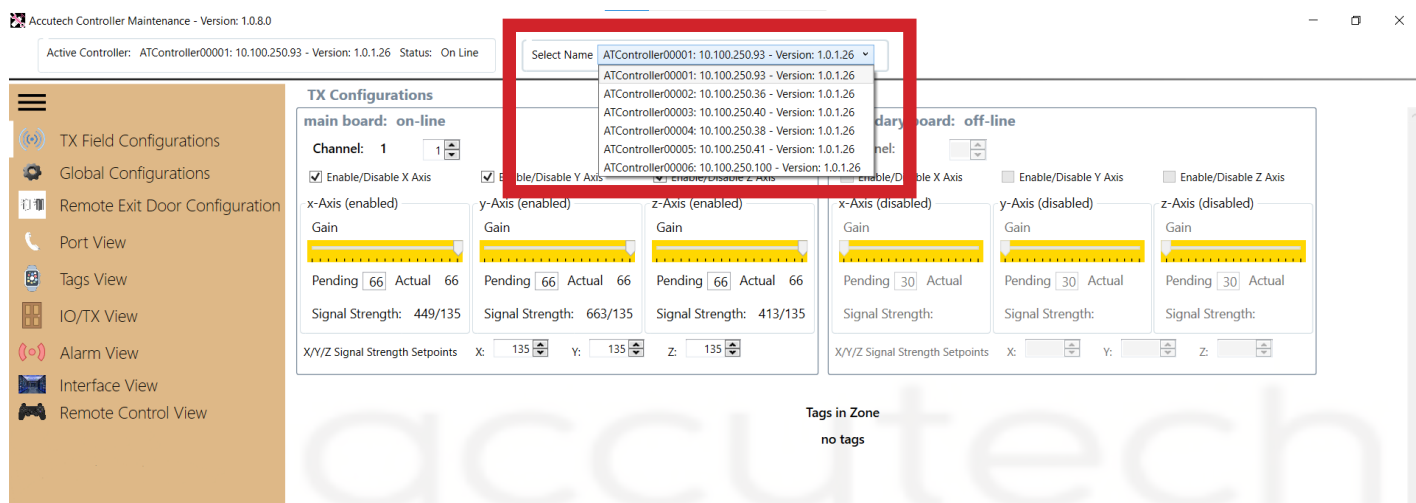 Accutech Controller Maintenance - Version: 1.0.8.0
Active Controller: ATController00001: 10.100.250.93 - Version: 1.0.1.26 Status: On Line
Select Name ATController00001: 10.100.250.93 - Version: 1.0.1.26
ATController00001: 10.100.250.93 - Version: 1.0.1.26
ATController00002: 10.100.250.36 - Version: 1.0.1.26
ATController00003: 10.100.250.40 - Version: 1.0.1.26
ATController00004: 10.100.250.38 - Version: 1.0.1.26
ATController00005: 10.100.250.41 - Version: 1.0.1.26
ATController00006: 10.100.250.100 - Version: 1.0.1.26
TX Field Configurations
Global Configurations
Remote Exit Door Configuration
Port View
Tags View
IO/TX View
Alarm View
Interface View
Remote Control View
TX Configurations
main board: on-line
Channel: 1 1
Enable/Disable X Axis Enable/Disable Y Axis Enable/Disable Z Axis
x-Axis (enabled) y-Axis (enabled) z-Axis (enabled)
Gain Gain Gain
Pending 66 Actual 66 Pending 66 Actual 66 Pending 66 Actual 66
Signal Strength: 449/135 Signal Strength: 663/135 Signal Strength: 413/135
X/Y/Z Signal Strength Setpoints X: 135 Y: 135 Z: 135
board: off-line
Enable/Disable X Axis Enable/Disable Y Axis Enable/Disable Z Axis
x-Axis (disabled) y-Axis (disabled) z-Axis (disabled)
Gain Gain Gain
Pending 30 Actual Pending 30 Actual Pending 30 Actual
Signal Strength: Signal Strength: Signal Strength:
X/Y/Z Signal Strength Setpoints X: Y: Z:
Tags in Zone
no tags
accutech